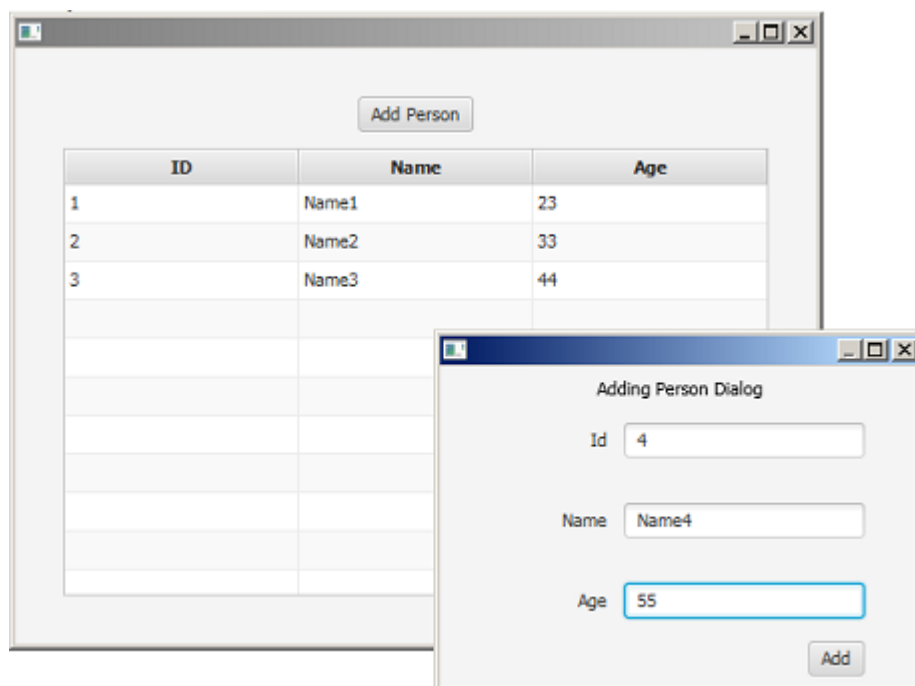 Add Person
ID Name Age
1 Name1 23
2 Name2 33
3 Name3 44
Adding Person Dialog
Id 4
Name Name4
Age 55
Add